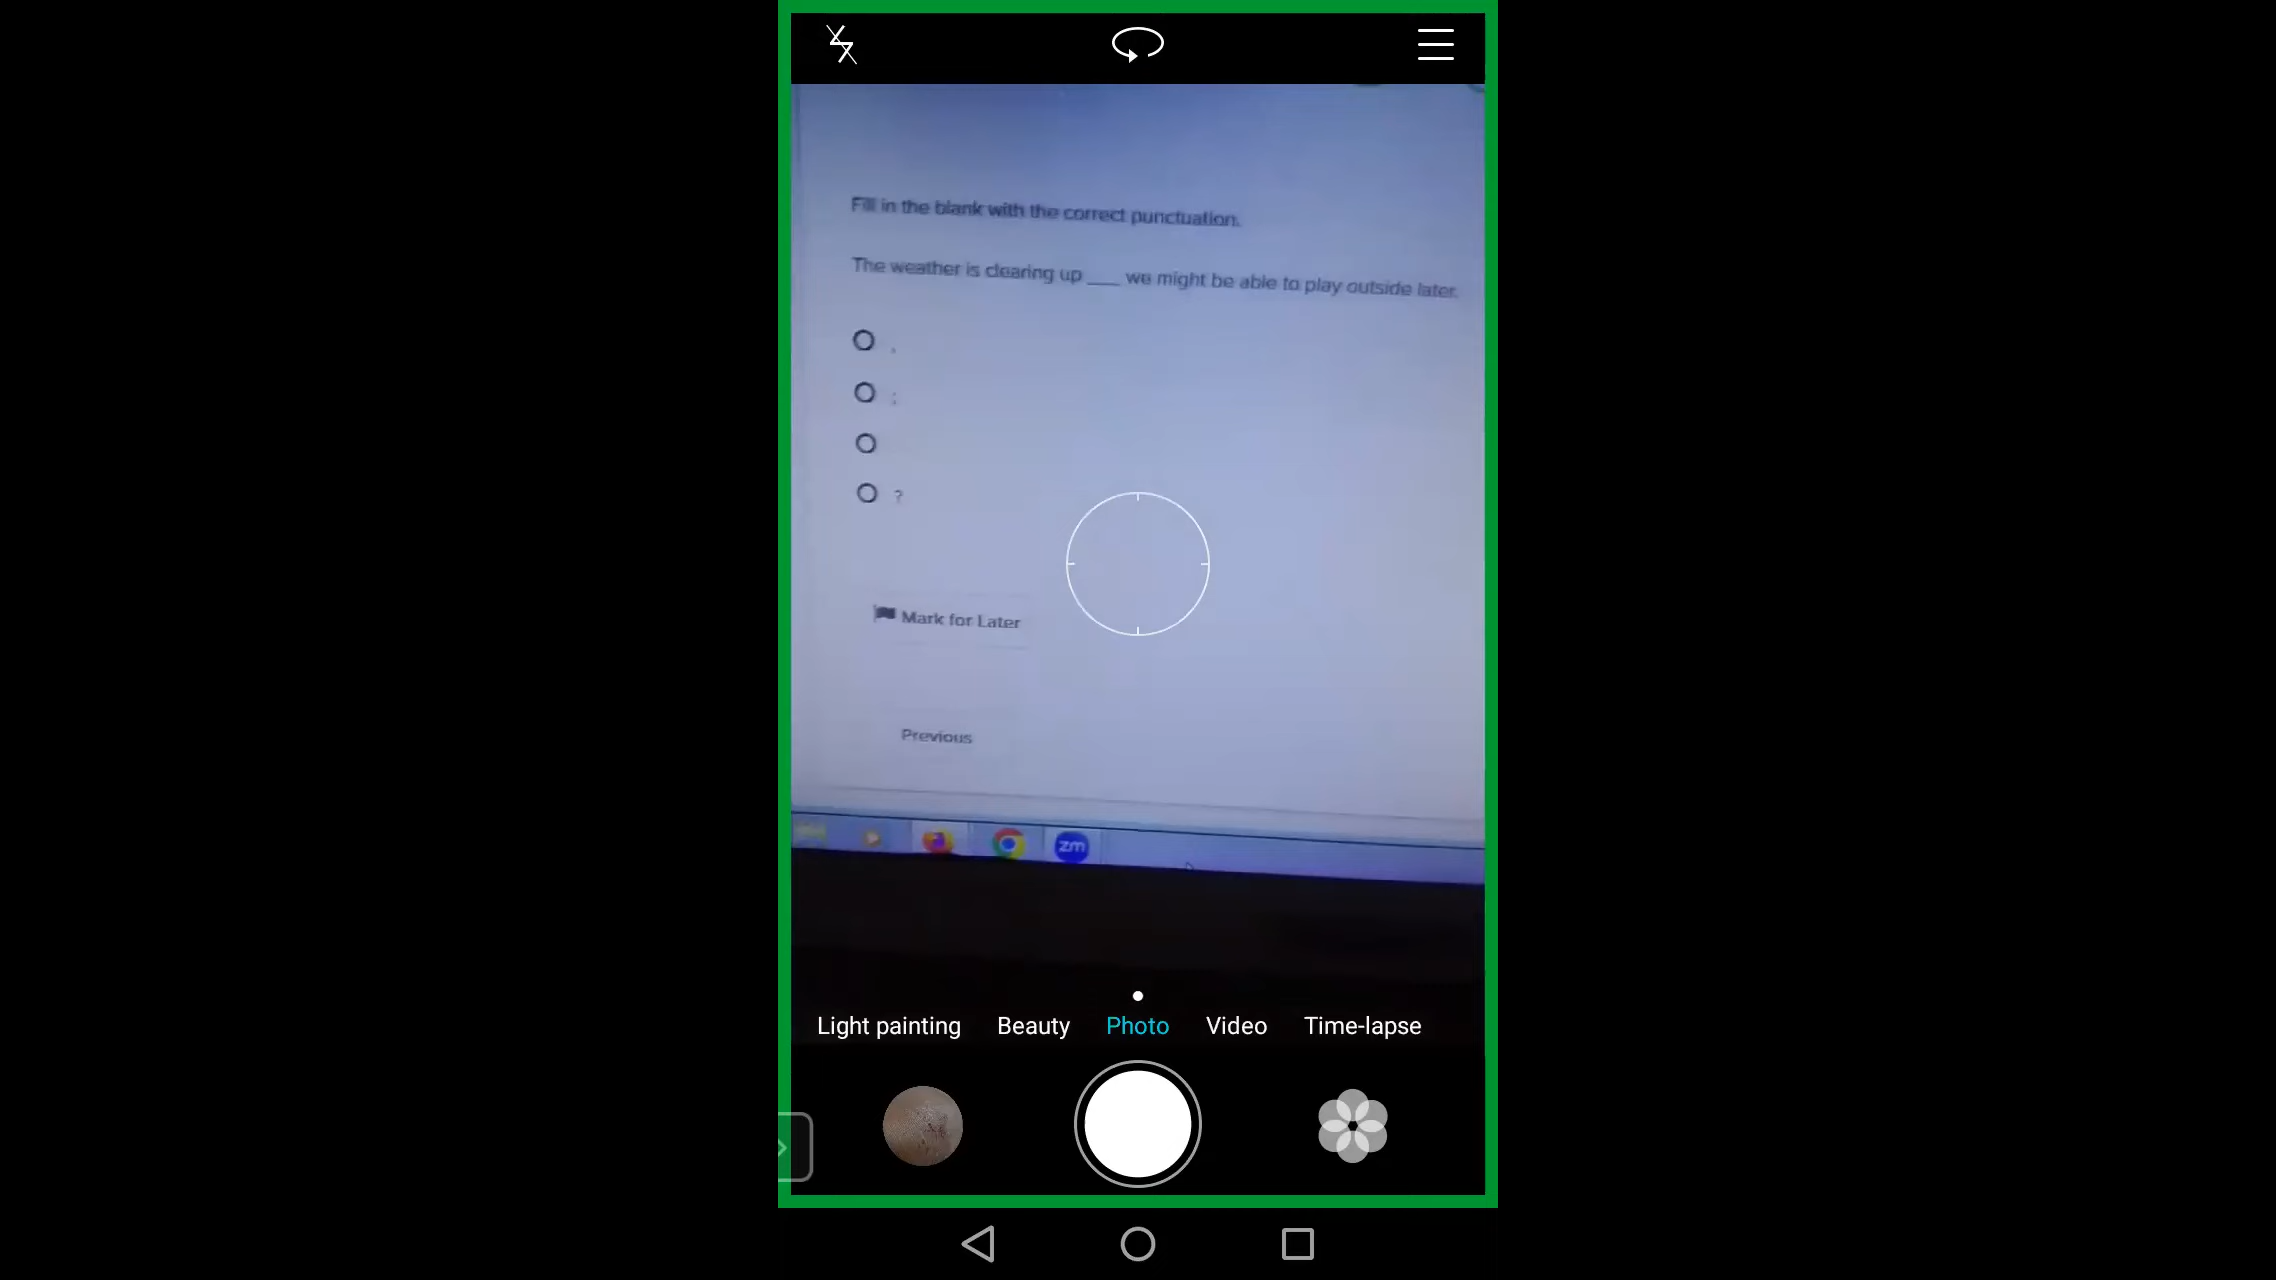 Fill in the blank with the correct punctuation.
The weather is clearing up ___ we might be able to play outside later.
;
?
Mark for Later
Previous
zm
Light painting Beauty Photo Video Time-lapse